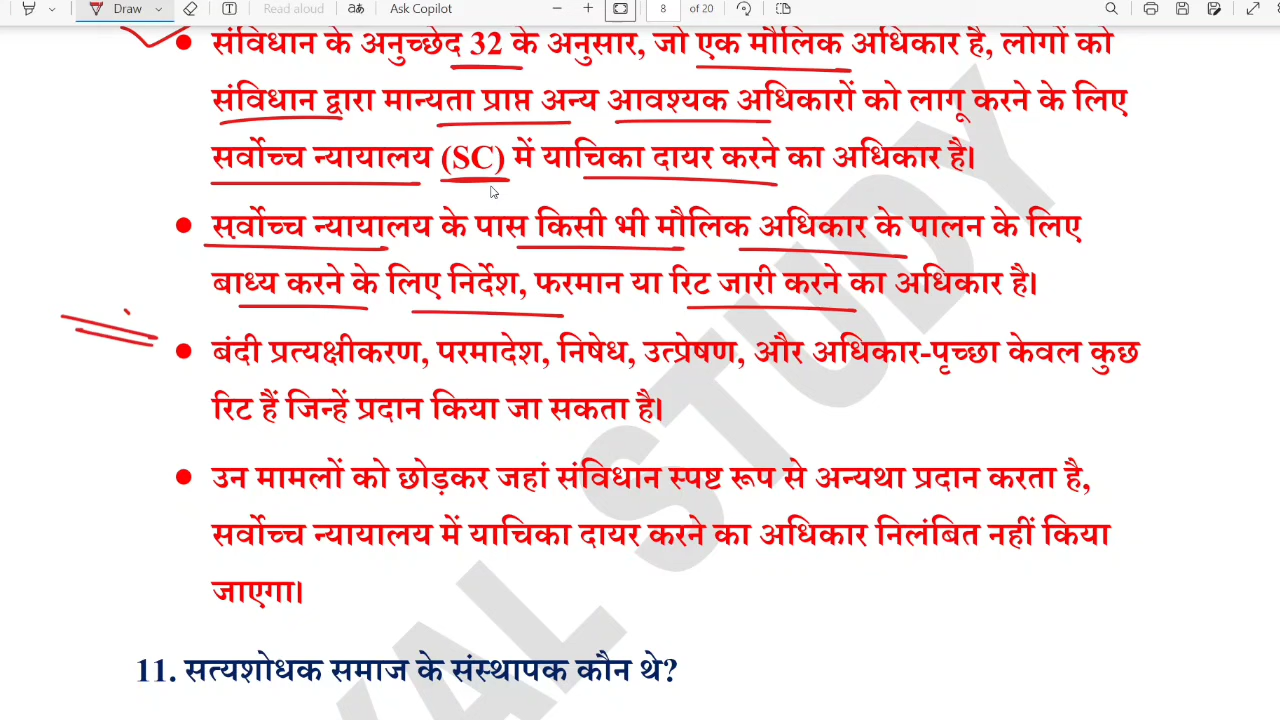 Draw
Read aloud
Ask Copilot
8
of 20
संविधान के अनुच्छेद 32 के अनुसार, जो एक मौलिक अधिकार है, लोगों को
संविधान द्वारा मान्यता प्राप्त अन्य आवश्यक अधिकारों को लागू करने के लिए
सर्वोच्च न्यायालय (SC) में याचिका दायर करने का अधिकार है।
सर्वोच्च न्यायालय के पास किसी भी मौलिक अधिकार के पालन के लिए
बाध्य करने के लिए निर्देश, फरमान या रिट जारी करने का अधिकार है।
बंदी प्रत्यक्षीकरण, परमादेश, निषेध, उत्प्रेषण, और अधिकार-पृच्छा केवल कुछ
रिट हैं जिन्हें प्रदान किया जा सकता है।
उन मामलों को छोड़कर जहां संविधान स्पष्ट रूप से अन्यथा प्रदान करता है,
सर्वोच्च न्यायालय में याचिका दायर करने का अधिकार निलंबित नहीं किया
जाएगा।
11. सत्यशोधक समाज के संस्थापक कौन थे?
STUDY